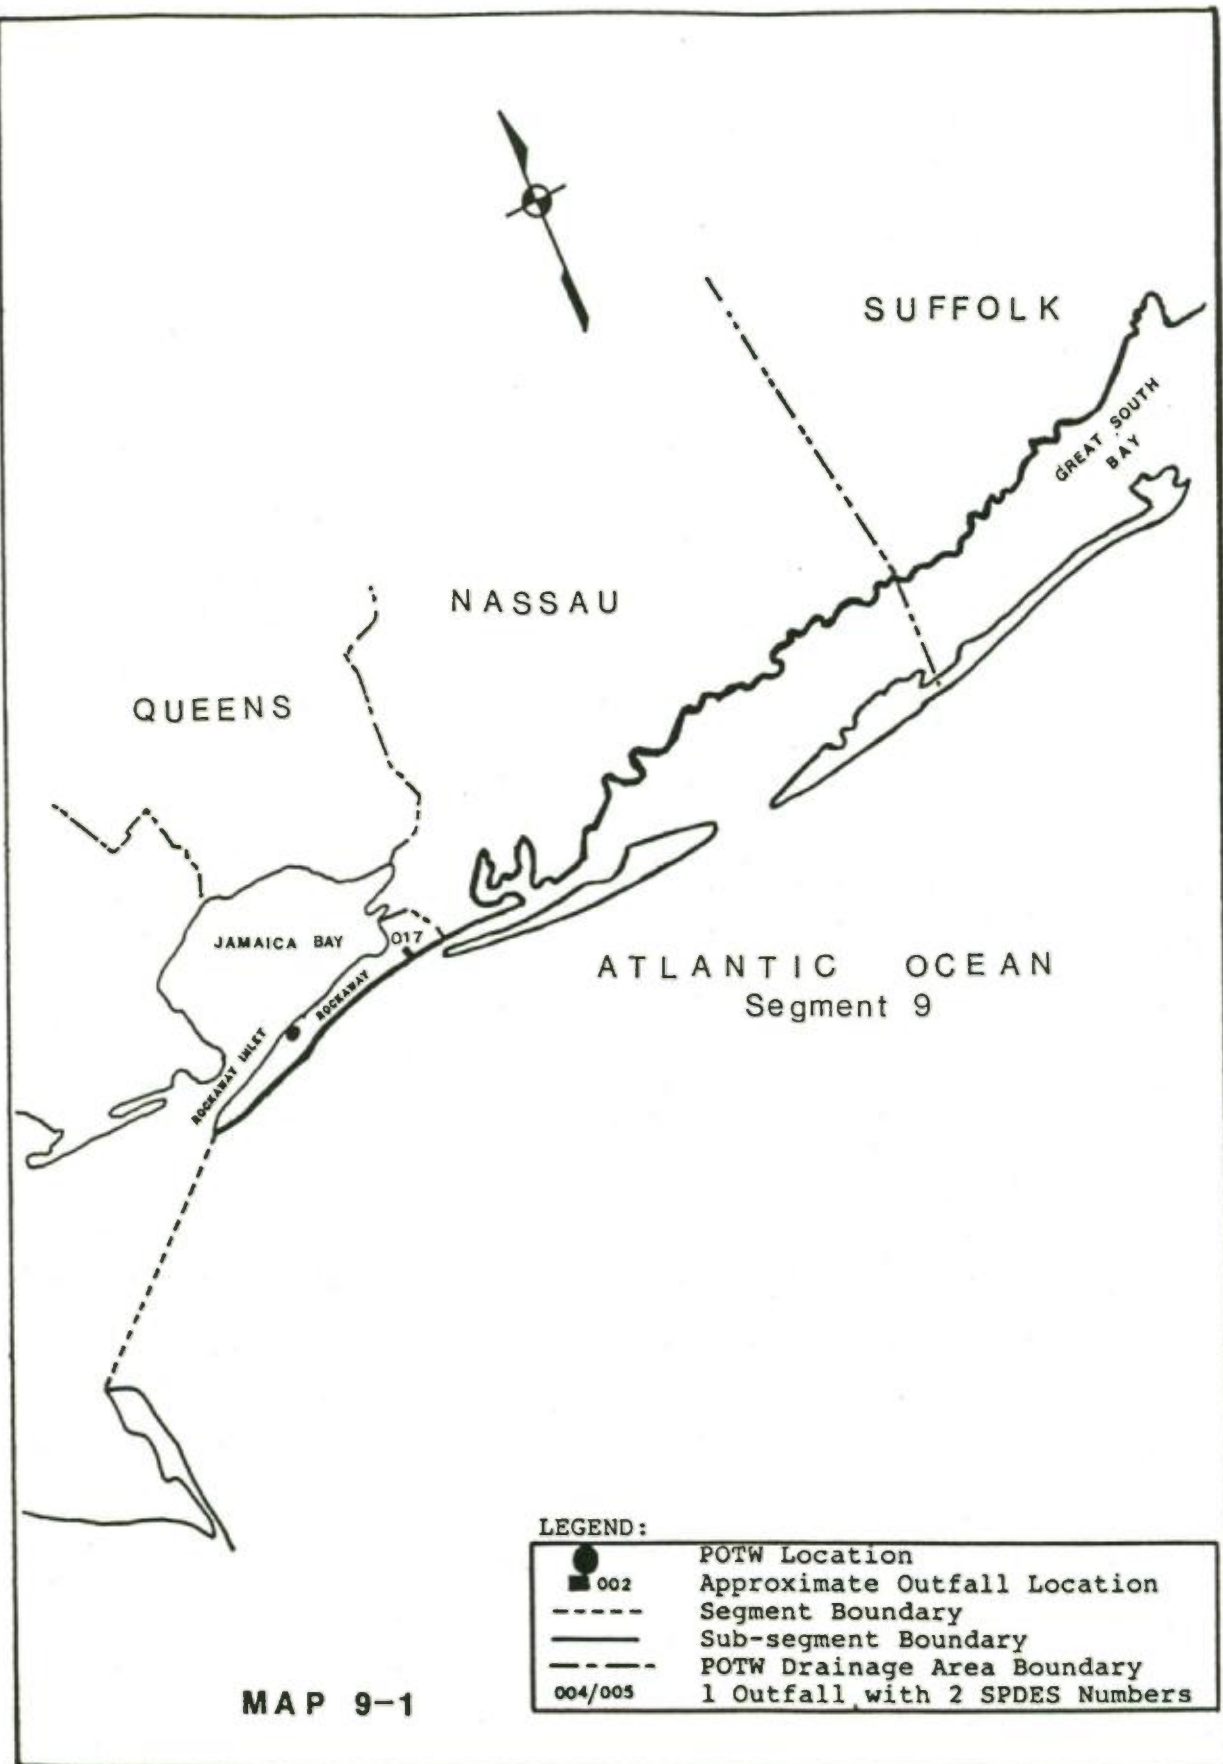 SUFFOLK
GREAT SOUTH
BAY
NASSAU
QUEENS
JAMAICA BAY
017
ROCKAWAY
ROCKAWAY INLET
ATLANTIC OCEAN
Segment 9
LEGEND:
POTW Location
002 Approximate Outfall Location
Segment Boundary
Sub-segment Boundary
POTW Drainage Area Boundary
004/005 1 Outfall with 2 SPDES Numbers
MAP 9-1